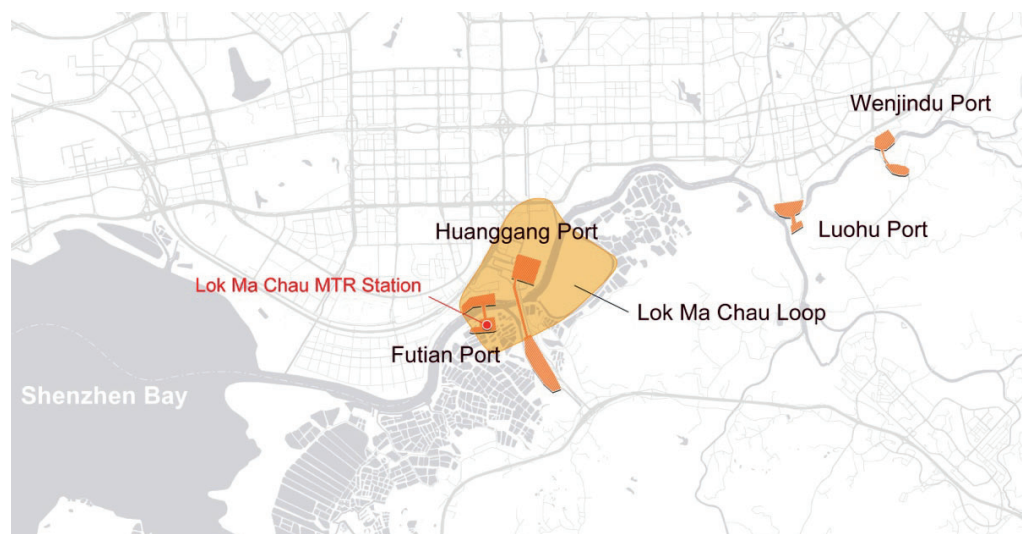 Wenjindu Port
Luohu Port
Huanggang Port
Lok Ma Chau MTR Station
Lok Ma Chau Loop
Futian Port
Shenzhen Bay